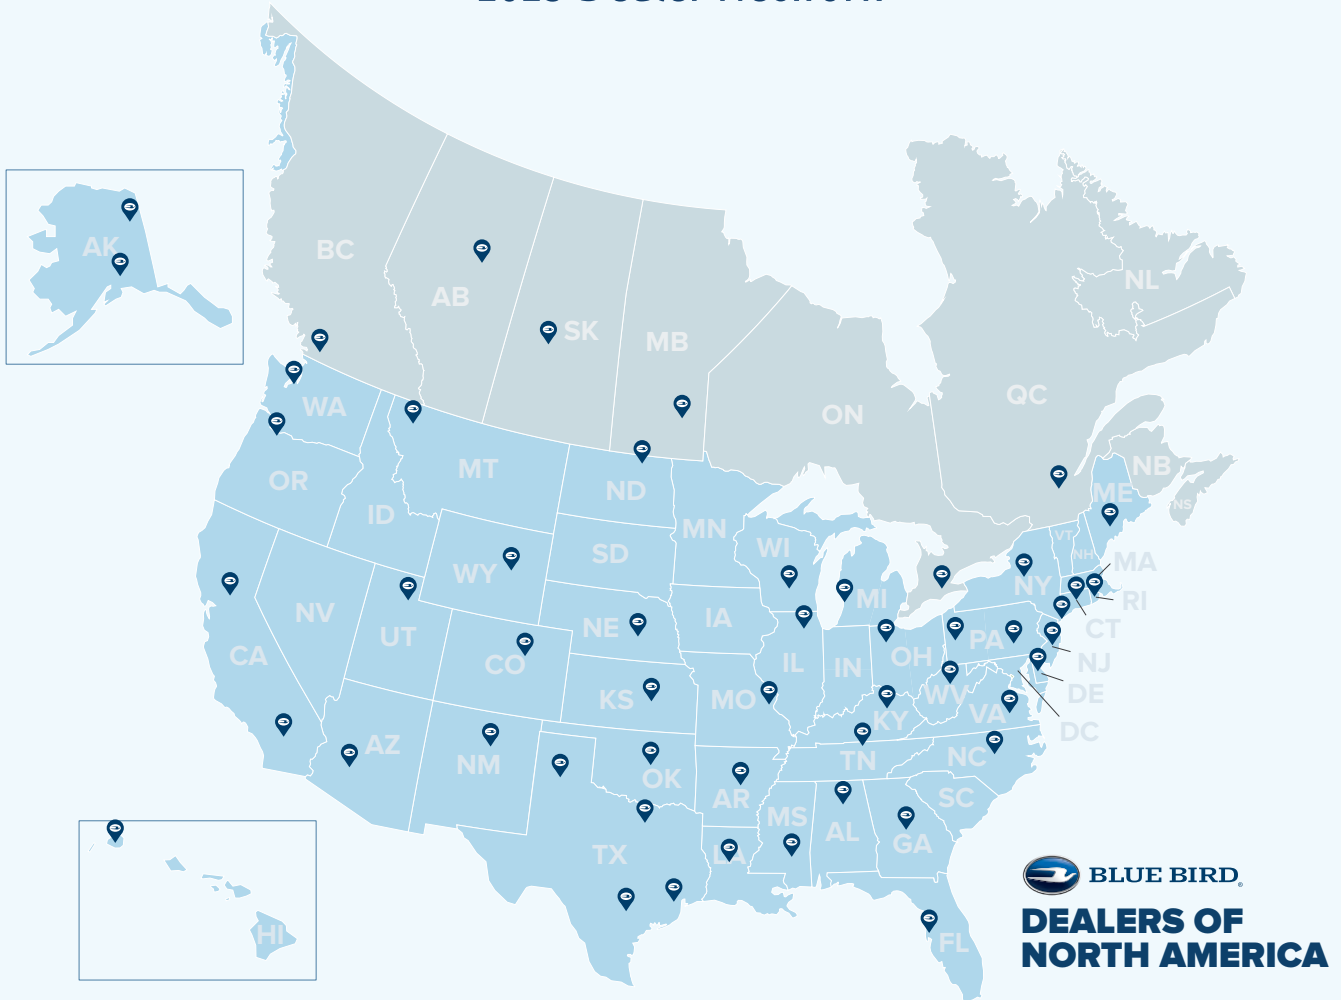 AK
BC
AB
SK
MB
ON
QC
NL
NB
NS
WA
OR
ID
MT
ND
MN
SD
WI
WY
MI
ME
VT
NH
NY
MA
RI
CT
NJ
DE
DC
NV
UT
CO
NE
IA
IL
IN
OH
PA
CA
KS
MO
WV
VA
KY
AZ
NM
OK
AR
TN
NC
SC
TX
LA
MS
AL
GA
FL
HI
BLUE BIRD®
DEALERS OF
NORTH AMERICA